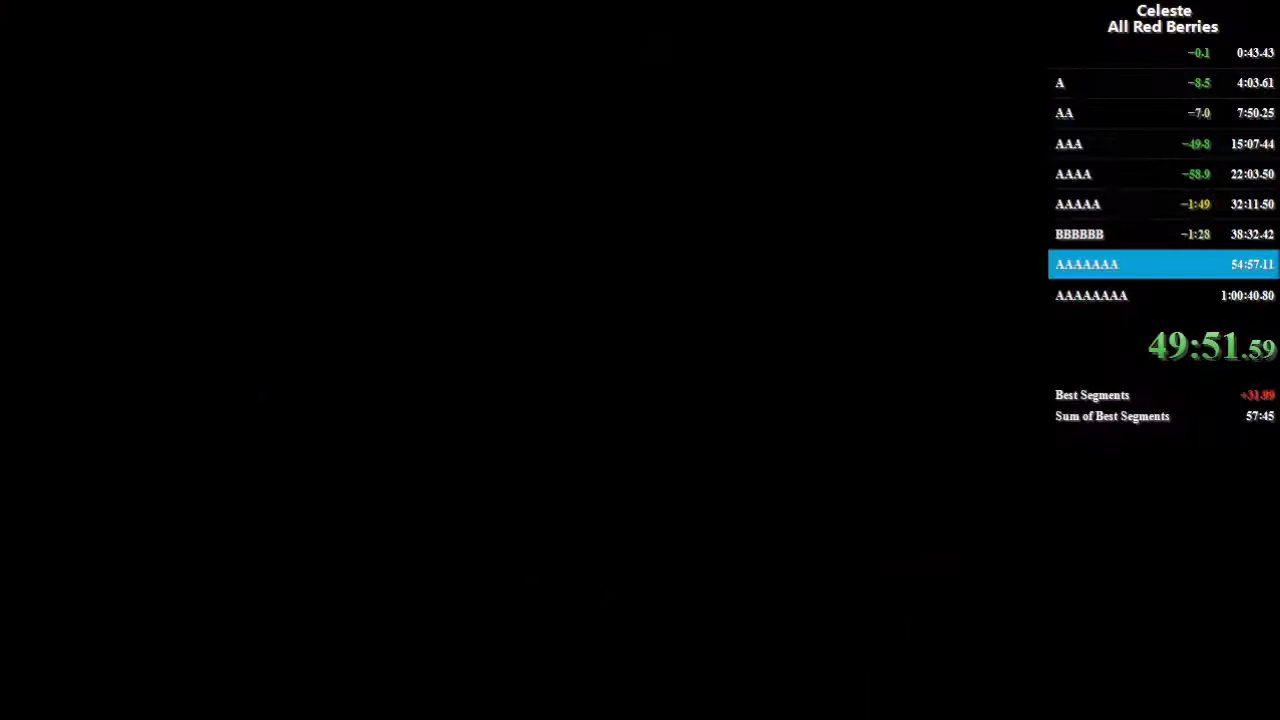 Celeste
All Red Berries
−0.1 0:43.43
A −8.5 4:03.61
AA −7.0 7:50.25
AAA −49.8 15:07.44
AAAA −58.9 22:03.50
AAAAA −1:49 32:11.50
BBBBBB −1:28 38:32.42
AAAAAAA 54:57.11
AAAAAAAA 1:00:40.80
49:51.59
Best Segments +31.99
Sum of Best Segments 57:45